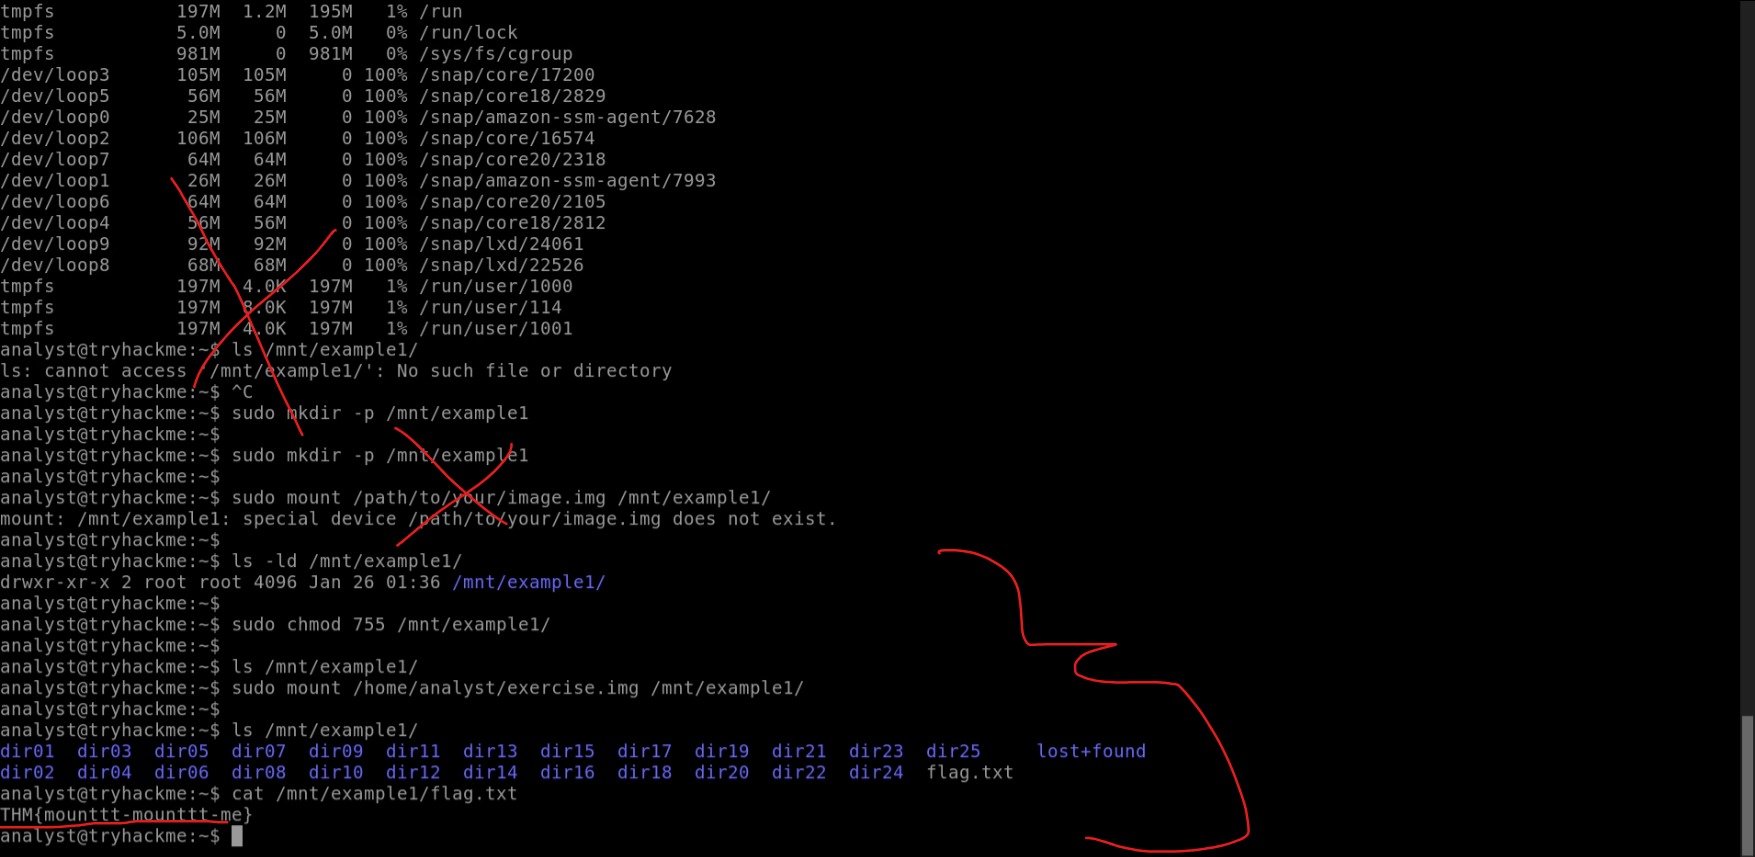 tmpfs 197M 1.2M 195M 1% /run
tmpfs 5.0M 0 5.0M 0% /run/lock
tmpfs 981M 0 981M 0% /sys/fs/cgroup
/dev/loop3 105M 105M 0 100% /snap/core/17200
/dev/loop5 56M 56M 0 100% /snap/core18/2829
/dev/loop0 25M 25M 0 100% /snap/amazon-ssm-agent/7628
/dev/loop2 106M 106M 0 100% /snap/core/16574
/dev/loop7 64M 64M 0 100% /snap/core20/2318
/dev/loop1 26M 26M 0 100% /snap/amazon-ssm-agent/7993
/dev/loop6 64M 64M 0 100% /snap/core20/2105
/dev/loop4 56M 56M 0 100% /snap/core18/2812
/dev/loop9 92M 92M 0 100% /snap/lxd/24061
/dev/loop8 68M 68M 0 100% /snap/lxd/22526
tmpfs 197M 4.0K 197M 1% /run/user/1000
tmpfs 197M 8.0K 197M 1% /run/user/114
tmpfs 197M 4.0K 197M 1% /run/user/1001
analyst@tryhackme:~$ ls /mnt/example1/
ls: cannot access '/mnt/example1/': No such file or directory
analyst@tryhackme:~$ ^C
analyst@tryhackme:~$ sudo mkdir -p /mnt/example1
analyst@tryhackme:~$
analyst@tryhackme:~$ sudo mkdir -p /mnt/example1
analyst@tryhackme:~$
analyst@tryhackme:~$ sudo mount /path/to/your/image.img /mnt/example1/
mount: /mnt/example1: special device /path/to/your/image.img does not exist.
analyst@tryhackme:~$
analyst@tryhackme:~$ ls -ld /mnt/example1/
drwxr-xr-x 2 root root 4096 Jan 26 01:36 /mnt/example1/
analyst@tryhackme:~$
analyst@tryhackme:~$ sudo chmod 755 /mnt/example1/
analyst@tryhackme:~$
analyst@tryhackme:~$ ls /mnt/example1/
analyst@tryhackme:~$ sudo mount /home/analyst/exercise.img /mnt/example1/
analyst@tryhackme:~$
analyst@tryhackme:~$ ls /mnt/example1/
dir01 dir03 dir05 dir07 dir09 dir11 dir13 dir15 dir17 dir19 dir21 dir23 dir25 lost+found
dir02 dir04 dir06 dir08 dir10 dir12 dir14 dir16 dir18 dir20 dir22 dir24 flag.txt
analyst@tryhackme:~$ cat /mnt/example1/flag.txt
THM{mounttt-mounttt-me}
analyst@tryhackme:~$